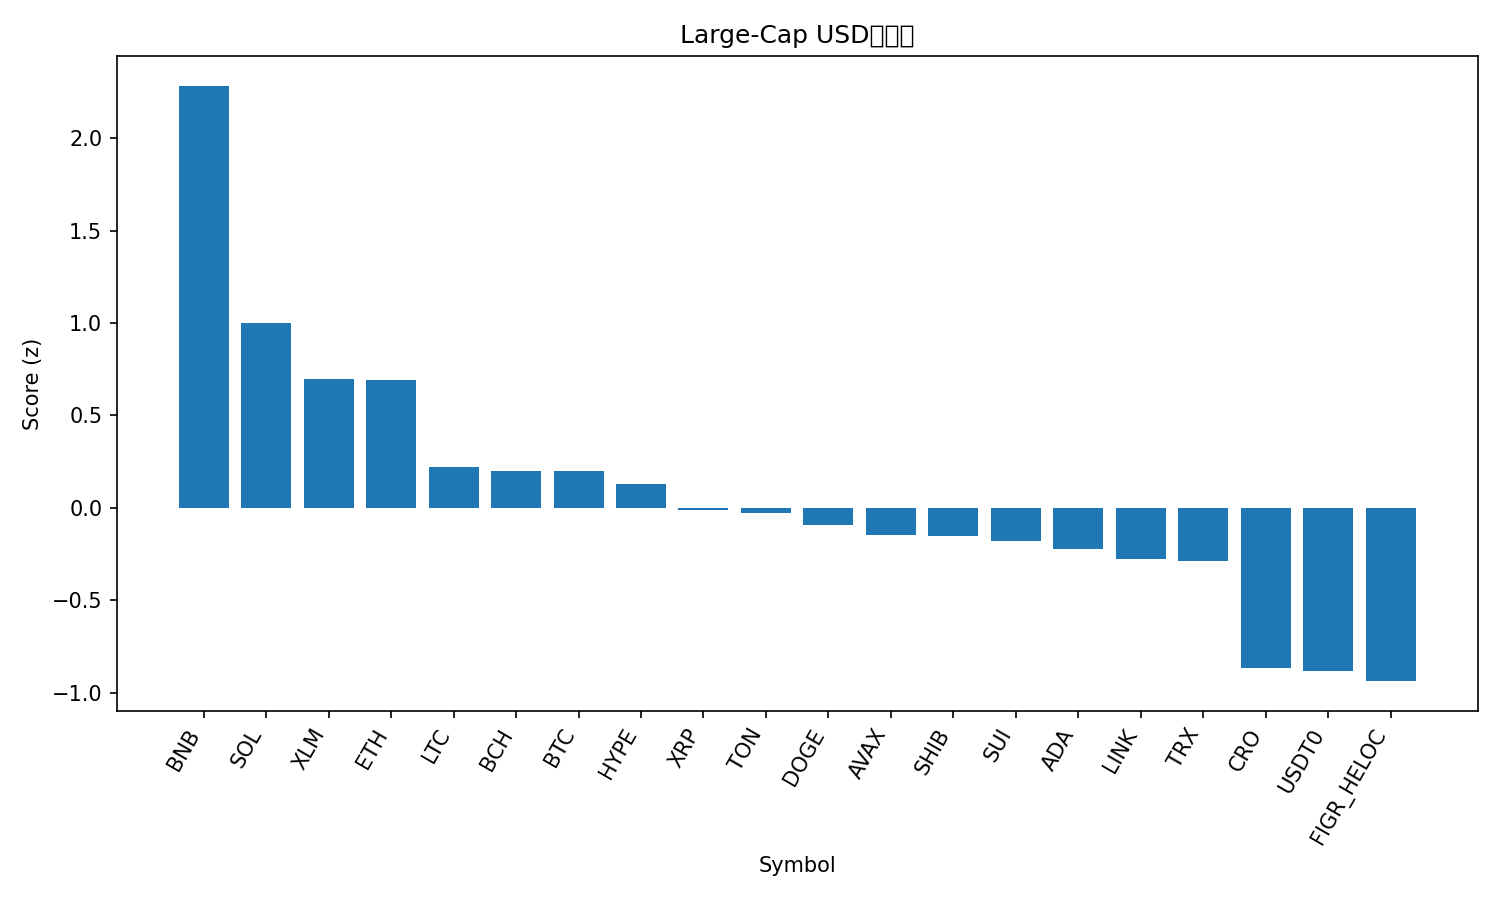 Large-Cap USD
Score (z)
2.0
1.5
1.0
0.5
0.0
−0.5
−1.0
BNB
SOL
XLM
ETH
LTC
BCH
BTC
HYPE
XRP
TON
DOGE
AVAX
SHIB
SUI
ADA
LINK
TRX
CRO
USDT0
FIGR_HELOC
Symbol